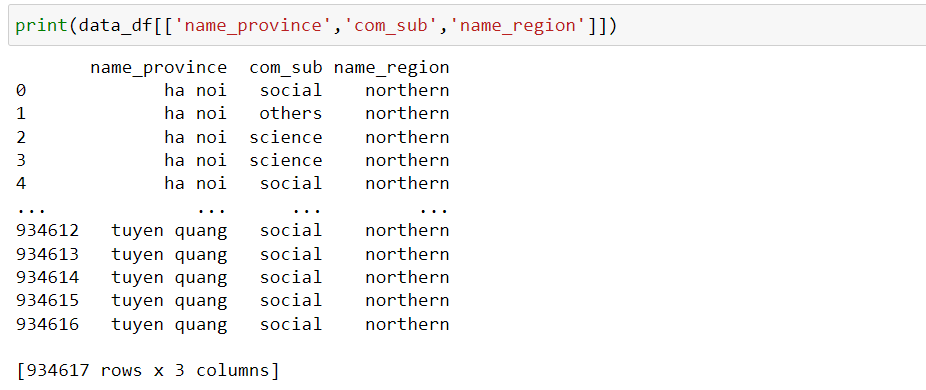 print(data_df[['name_province','com_sub','name_region']])
name_province com_sub name_region
0 ha noi social northern
1 ha noi others northern
2 ha noi science northern
3 ha noi science northern
4 ha noi social northern
... ... ... ...
934612 tuyen quang social northern
934613 tuyen quang social northern
934614 tuyen quang social northern
934615 tuyen quang social northern
934616 tuyen quang social northern
[934617 rows x 3 columns]